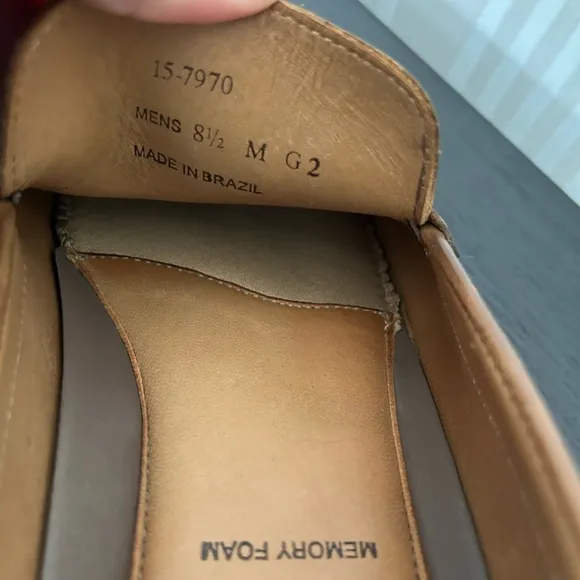 15-7970
MENS 8½ M G2
MADE IN BRAZIL
MEMORY FOAM